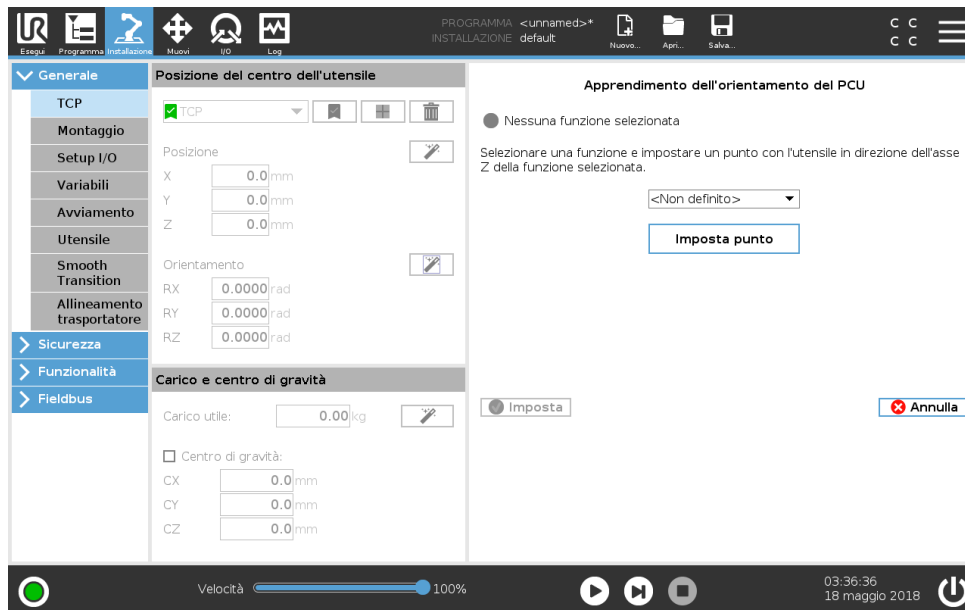 PROGRAMMA <unnamed>*
INSTALLAZIONE default
UR
Esegui Programma Installazione Muovi I/O Log Nuovo... Apri... Salva...
C C
C C
Generale
TCP
Montaggio
Setup I/O
Variabili
Avviamento
Utensile
Smooth
Transition
Allineamento
trasportatore
Sicurezza
Funzionalità
Fieldbus
Posizione del centro dell'utensile
TCP
Posizione
X 0.0 mm
Y 0.0 mm
Z 0.0 mm
Orientamento
RX 0.0000 rad
RY 0.0000 rad
RZ 0.0000 rad
Carico e centro di gravità
Carico utile: 0.00 kg
Centro di gravità:
CX 0.0 mm
CY 0.0 mm
CZ 0.0 mm
Apprendimento dell'orientamento del PCU
Nessuna funzione selezionata
Selezionare una funzione e impostare un punto con l'utensile in direzione dell'asse
Z della funzione selezionata.
<Non definito>
Imposta punto
Imposta
Annulla
Velocità 100%
03:36:36
18 maggio 2018